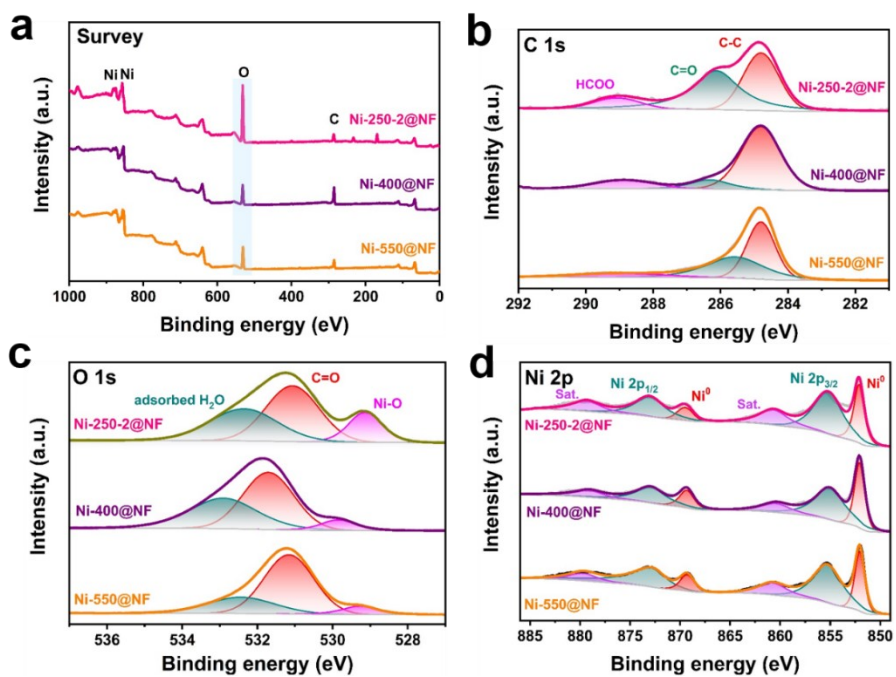 a
Survey
Ni Ni
O
C
Ni-250-2@NF
Ni-400@NF
Ni-550@NF
Intensity (a.u.)
1000 800 600 400 200 0
Binding energy (eV)
b
C 1s
C-C
C=O
HCOO
Ni-250-2@NF
Ni-400@NF
Ni-550@NF
Intensity (a.u.)
292 290 288 286 284 282
Binding energy (eV)
c
O 1s
C=O
adsorbed H₂O
Ni-O
Ni-250-2@NF
Ni-400@NF
Ni-550@NF
Intensity (a.u.)
536 534 532 530 528
Binding energy (eV)
d
Ni 2p
Sat. Ni 2p₁/₂ Ni⁰ Sat. Ni 2p₃/₂ Ni⁰
Ni-250-2@NF
Ni-400@NF
Ni-550@NF
Intensity (a.u.)
885 880 875 870 865 860 855 850
Binding energy (eV)